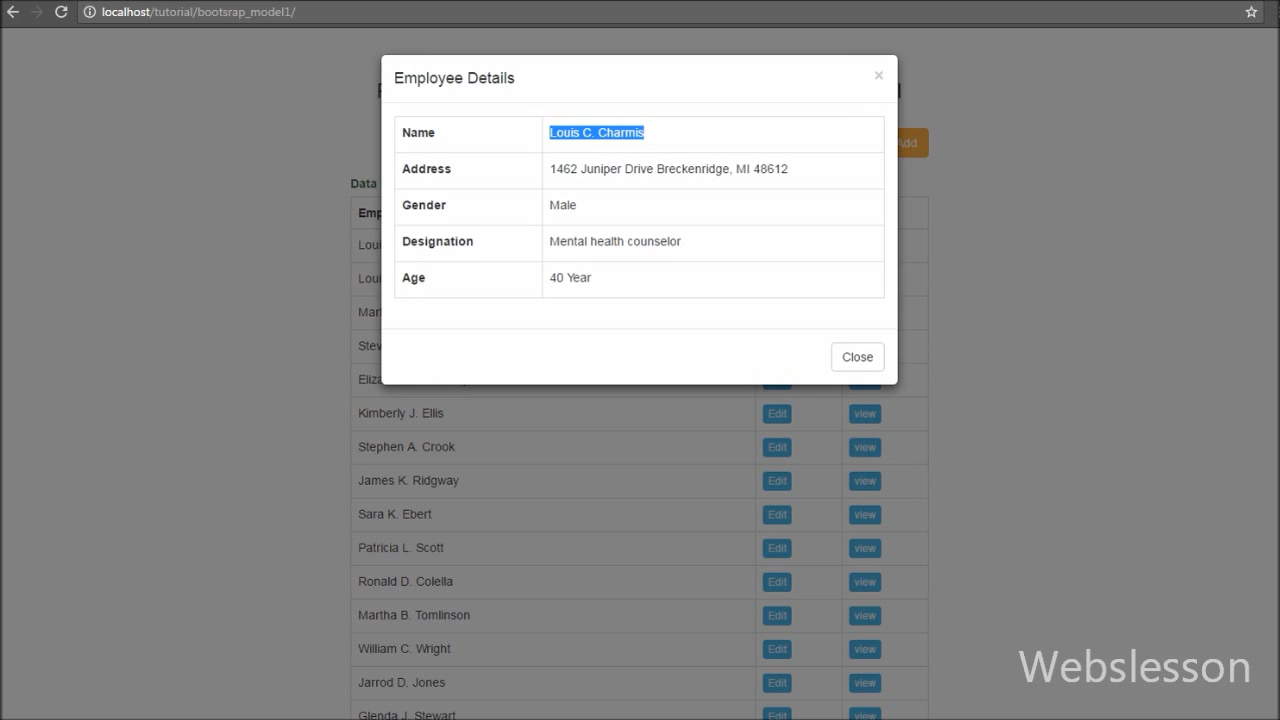 localhost/tutorial/bootsrap_model1/
Employee Details ×
Name Louis C. Charmis
Add
Address 1462 Juniper Drive Breckenridge, MI 48612
Data
Gender Male
Designation Mental health counselor
Age 40 Year
Close
Kimberly J. Ellis Edit view
Stephen A. Crook Edit view
James K. Ridgway Edit view
Sara K. Ebert Edit view
Patricia L. Scott Edit view
Ronald D. Colella Edit view
Martha B. Tomlinson Edit view
William C. Wright Edit view
Jarrod D. Jones Edit view
Glenda J. Stewart Edit view
Webslesson